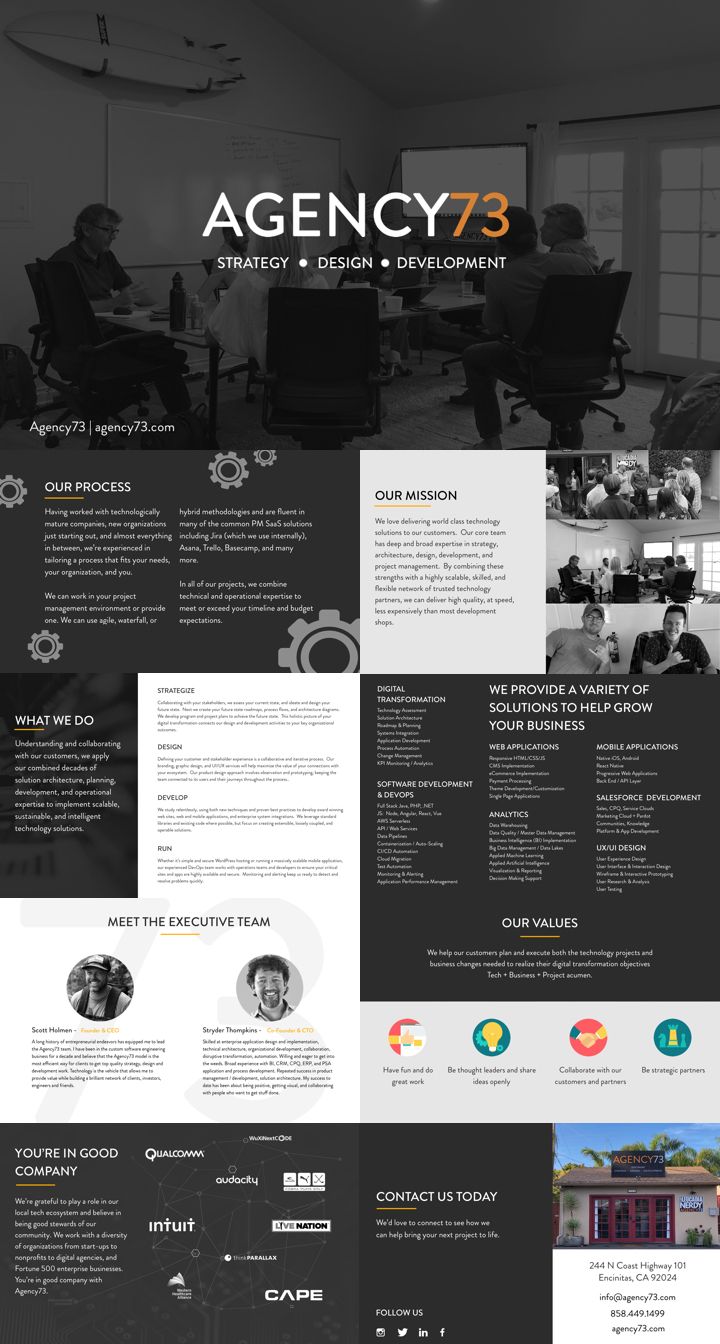 AGENCY73
STRATEGY • DESIGN • DEVELOPMENT
Agency73 | agency73.com
OUR PROCESS
Having worked with technologically
mature companies, new organizations
just starting out, and almost everything
in between, we're experienced in
tailoring a process that fits your needs,
your organization, and you.
We can work in your project
management environment or provide
one. We can use agile, waterfall, or
hybrid methodologies and are fluent in
many of the common PM SaaS solutions
including Jira (which we use internally),
Asana, Trello, Basecamp, and many
more.
In all of our projects, we combine
technical and operational expertise to
meet or exceed your timeline and budget
expectations.
OUR MISSION
We love delivering world class technology
solutions to our customers. Our core team
has deep and broad expertise in strategy,
architecture, design, development, and
project management. By combining these
strengths with a highly scalable, skilled, and
flexible network of trusted technology
partners, we can deliver high quality, at speed,
less expensively than most development
shops.
WHAT WE DO
Understanding and collaborating
with our customers, we apply
our combined decades of
solution architecture, planning,
development, and operational
expertise to implement scalable,
sustainable, and intelligent
technology solutions.
STRATEGIZE
Collaborating with your stakeholders, we assess your current state, and ideate and design your
future state. Next we create your future state roadmap, process flows, and architecture diagrams.
We develop program and project plans to achieve the future state. This holistic picture of your
digital transformation connects our design and development activities to your key organizational
outcomes.
DESIGN
Defining your customer and stakeholder experience is a collaborative and iterative process. Our
branding, graphic design, and UI/UX services will help maximize the value of your connections with
your ecosystem. Our product design approach involves observation and prototyping, keeping the
team connected to its users and their journeys throughout the process.
DEVELOP
We study relentlessly, using both new techniques and proven best practices to develop award winning
web sites, web and mobile applications, and enterprise system integrations. We leverage standard
libraries and existing code where possible, but focus on creating extensible, loosely coupled, and
operable solutions.
RUN
Whether it's simple and secure WordPress hosting or running a massively scaled mobile application,
our experienced DevOps team works with operations teams and developers to ensure your critical
sites and apps are highly available and secure. Monitoring and alerting keep us ready to detect and
resolve problems quickly.
DIGITAL
TRANSFORMATION
Technology Assessment
Solution Architecture
Roadmap & Planning
Systems Integration
Application Development
Process Automation
Change Management
KPI Monitoring / Analytics
SOFTWARE DEVELOPMENT
& DEVOPS
Full Stack Java, PHP, .NET
JS: Node, Angular, React, Vue
AWS Serverless
API / Web Services
Data Pipelines
Containerization / Auto-Scaling
CI/CD Automation
Cloud Migration
Test Automation
Monitoring & Alerting
Application Performance Management
WE PROVIDE A VARIETY OF
SOLUTIONS TO HELP GROW
YOUR BUSINESS
WEB APPLICATIONS
Responsive HTML/CSS/JS
CMS Implementation
eCommerce Implementation
Payment Processing
Theme Development/Customization
Single Page Applications
ANALYTICS
Data Warehousing
Data Quality / Master Data Management
Business Intelligence (BI) Implementation
Big Data Management / Data Lakes
Applied Machine Learning
Applied Artificial Intelligence
Visualization & Reporting
Decision Making Support
MOBILE APPLICATIONS
Native iOS, Android
React Native
Progressive Web Applications
Back End / API Layer
SALESFORCE DEVELOPMENT
Sales, CPQ, Service Clouds
Marketing Cloud + Pardot
Communities, Knowledge
Platform & App Development
UX/UI DESIGN
User Experience Design
User Interface & Interaction Design
Wireframe & Interactive Prototyping
User Research & Analysis
User Testing
MEET THE EXECUTIVE TEAM
Scott Holmen - Founder & CEO
A long history of entrepreneurial endeavors has equipped me to lead
the Agency73 team. I have been in the custom software engineering
business for a decade and believe that the Agency73 model is the
most efficient way for clients to get top quality strategy, design and
development work. Technology is the vehicle that allows me to
provide value while building a brilliant network of clients, investors,
engineers and friends.
Stryder Thompkins - Co-Founder & CTO
Skilled at enterprise application design and implementation,
technical architecture, organizational development, collaboration,
disruptive transformation, automation. Willing and eager to get into
the weeds. Broad experience with BI, CRM, CPQ, ERP, and PSA
application and process development. Repeated success in product
management / development, solution architecture. My success to
date has been about being positive, getting visual, and collaborating
with people who want to get stuff done.
OUR VALUES
We help our customers plan and execute both the technology projects and
business changes needed to realize their digital transformation objectives
Tech + Business + Project acumen.
Have fun and do
great work
Be thought leaders and share
ideas openly
Collaborate with our
customers and partners
Be strategic partners
YOU'RE IN GOOD
COMPANY
We're grateful to play a role in our
local tech ecosystem and believe in
being good stewards of our
community. We work with a diversity
of organizations from start-ups to
nonprofits to digital agencies, and
Fortune 500 enterprise businesses.
You're in good company with
Agency73.
WuXiNextCODE
QUALCOMM
audacity
COBRA PUMA GOLF
intuit
LIVE NATION
thinkPARALLAX
Western
Healthcare
Alliance
CAPE
CONTACT US TODAY
We'd love to connect to see how we
can help bring your next project to life.
FOLLOW US
AGENCY73
LEUCADIA
NERDY
244 N Coast Highway 101
Encinitas, CA 92024
info@agency73.com
858.449.1499
agency73.com